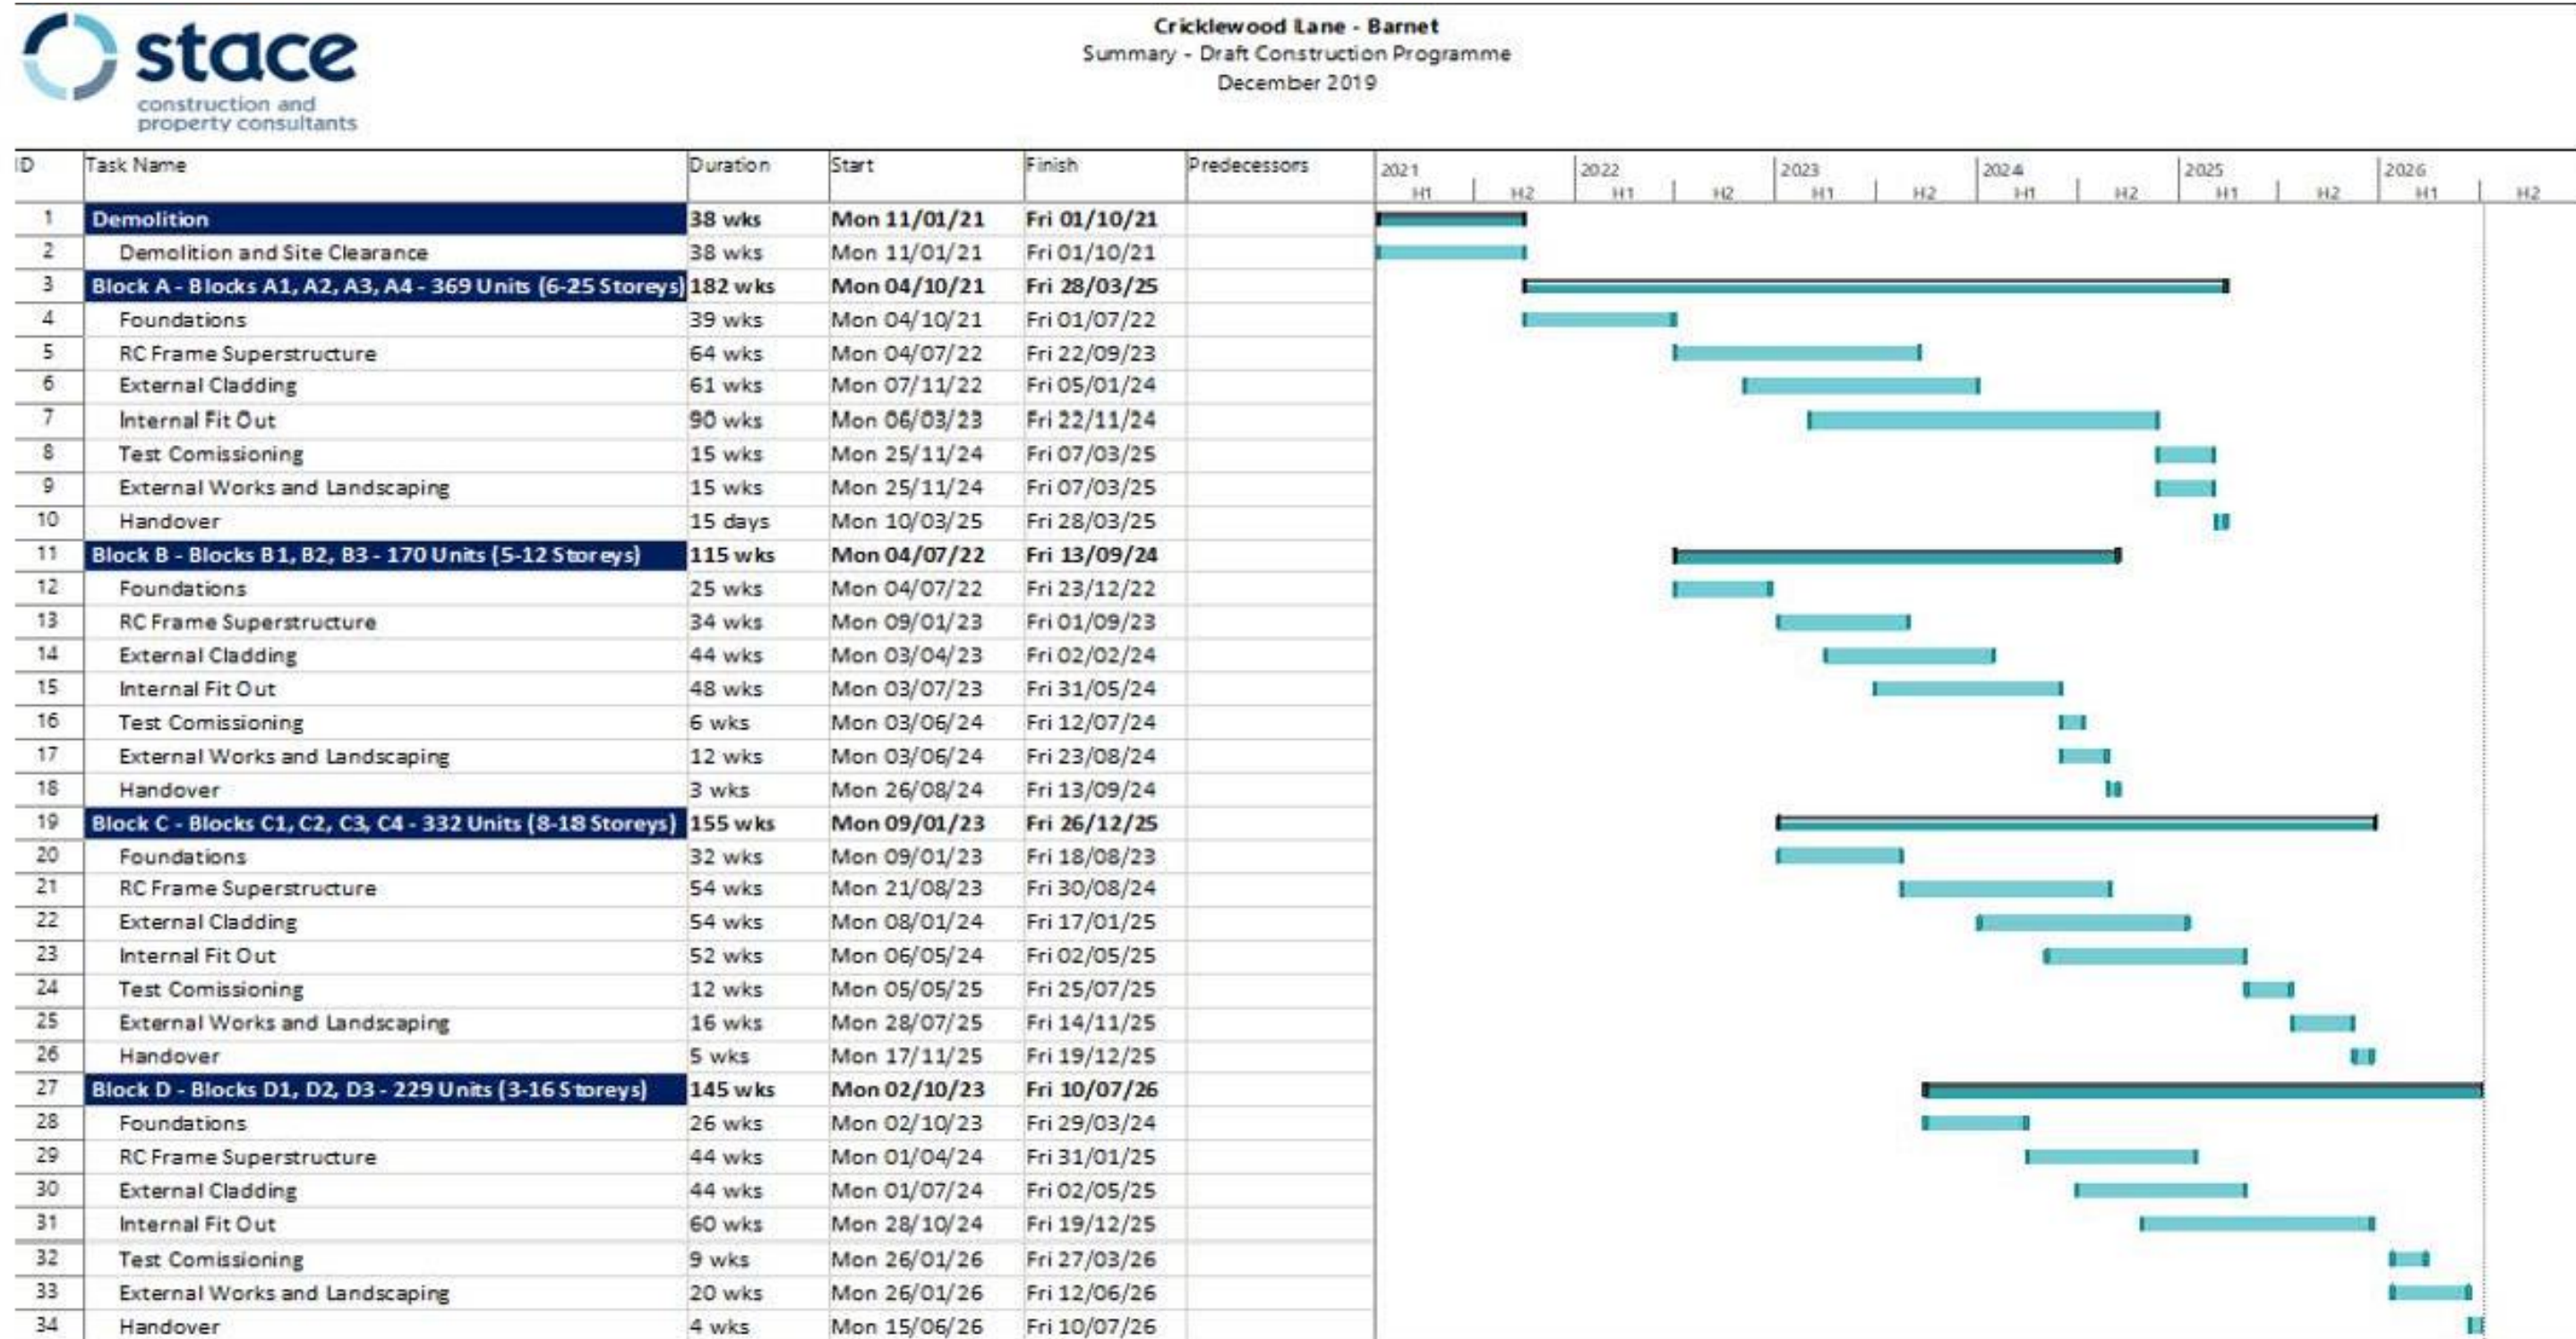 stace
construction and
property consultants
Cricklewood Lane - Barnet
Summary - Draft Construction Programme
December 2019
ID Task Name Duration Start Finish Predecessors 2021 2022 2023 2024 2025 2026
H1 H2 H1 H2 H1 H2 H1 H2 H1 H2 H1 H2
1 Demolition 38 wks Mon 11/01/21 Fri 01/10/21
2 Demolition and Site Clearance 38 wks Mon 11/01/21 Fri 01/10/21
3 Block A - Blocks A1, A2, A3, A4 - 369 Units (6-25 Storeys) 182 wks Mon 04/10/21 Fri 28/03/25
4 Foundations 39 wks Mon 04/10/21 Fri 01/07/22
5 RC Frame Superstructure 64 wks Mon 04/07/22 Fri 22/09/23
6 External Cladding 61 wks Mon 07/11/22 Fri 05/01/24
7 Internal Fit Out 90 wks Mon 06/03/23 Fri 22/11/24
8 Test Comissioning 15 wks Mon 25/11/24 Fri 07/03/25
9 External Works and Landscaping 15 wks Mon 25/11/24 Fri 07/03/25
10 Handover 15 days Mon 10/03/25 Fri 28/03/25
11 Block B - Blocks B1, B2, B3 - 170 Units (5-12 Storeys) 115 wks Mon 04/07/22 Fri 13/09/24
12 Foundations 25 wks Mon 04/07/22 Fri 23/12/22
13 RC Frame Superstructure 34 wks Mon 09/01/23 Fri 01/09/23
14 External Cladding 44 wks Mon 03/04/23 Fri 02/02/24
15 Internal Fit Out 48 wks Mon 03/07/23 Fri 31/05/24
16 Test Comissioning 6 wks Mon 03/06/24 Fri 12/07/24
17 External Works and Landscaping 12 wks Mon 03/06/24 Fri 23/08/24
18 Handover 3 wks Mon 26/08/24 Fri 13/09/24
19 Block C - Blocks C1, C2, C3, C4 - 332 Units (8-18 Storeys) 155 wks Mon 09/01/23 Fri 26/12/25
20 Foundations 32 wks Mon 09/01/23 Fri 18/08/23
21 RC Frame Superstructure 54 wks Mon 21/08/23 Fri 30/08/24
22 External Cladding 54 wks Mon 08/01/24 Fri 17/01/25
23 Internal Fit Out 52 wks Mon 06/05/24 Fri 02/05/25
24 Test Comissioning 12 wks Mon 05/05/25 Fri 25/07/25
25 External Works and Landscaping 16 wks Mon 28/07/25 Fri 14/11/25
26 Handover 5 wks Mon 17/11/25 Fri 19/12/25
27 Block D - Blocks D1, D2, D3 - 229 Units (3-16 Storeys) 145 wks Mon 02/10/23 Fri 10/07/26
28 Foundations 26 wks Mon 02/10/23 Fri 29/03/24
29 RC Frame Superstructure 44 wks Mon 01/04/24 Fri 31/01/25
30 External Cladding 44 wks Mon 01/07/24 Fri 02/05/25
31 Internal Fit Out 60 wks Mon 28/10/24 Fri 19/12/25
32 Test Comissioning 9 wks Mon 26/01/26 Fri 27/03/26
33 External Works and Landscaping 20 wks Mon 26/01/26 Fri 12/06/26
34 Handover 4 wks Mon 15/06/26 Fri 10/07/26